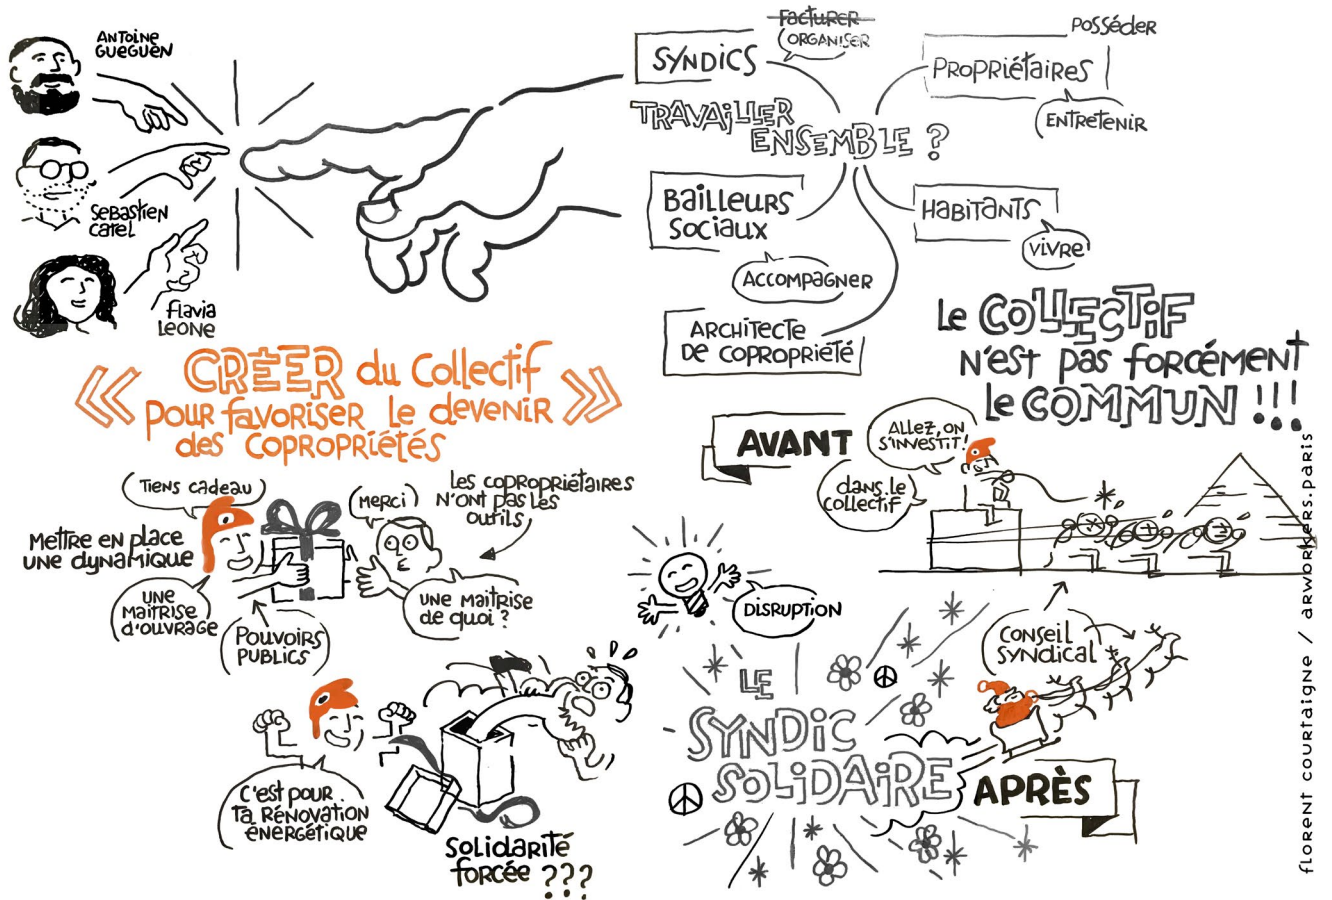 ANTOINE
GUEGUEN
SEBASTIEN
CATEL
FLAVIA
LEONE
« CRÉER du collectif
pour favoriser le devenir
des copropriétés »
SYNDICS
FACTURER
ORGANISER
POSSÉDER
PROPRIÉTAIRES
ENTRETENIR
TRAVAILLER
ENSEMBLE ?
BAILLEURS
SOCIAUX
ACCOMPAGNER
HABITANTS
VIVRE
ARCHITECTE
DE COPROPRIÉTÉ
Le COLLECTIF
N'EST pas forcément
le COMMUN !!!
TIENS CADEAU
Mettre en place
une dynamique
UNE
MAITRISE
D'OUVRAGE
POUVOIRS
PUBLICS
MERCI
Les copropriétaires
N'ONT pas les
outils
UNE MAITRISE
de quoi ?
C'est pour
ta rénovation
énergétique
Solidarité
forcée ???
AVANT
ALLEZ, ON
S'INVESTIT !
dans le
collectif
DISRUPTION
CONSEIL
SYNDICAL
LE
SYNDIC
SOLIDAIRE
APRÈS
florent courtaigne / arworkers.paris